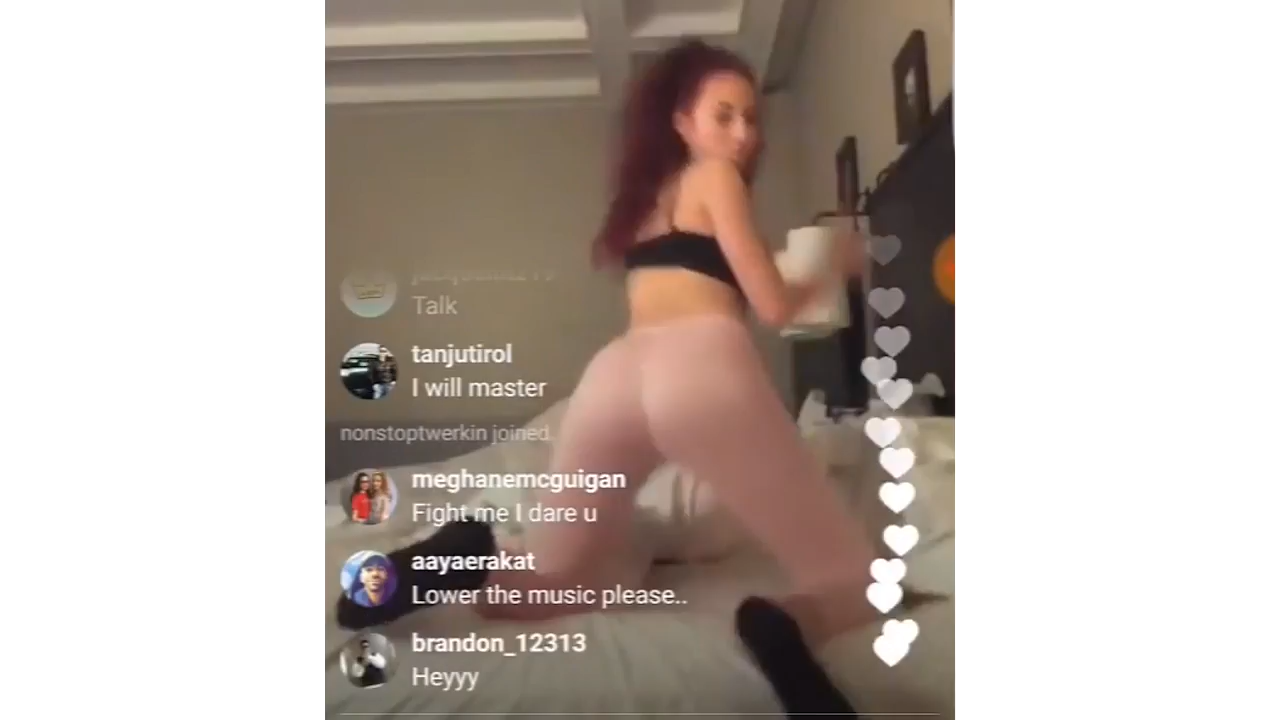 Talk
tanjutirol
I will master
nonstoptwerkin joined.
meghanemcguigan
Fight me I dare u
aayaerakat
Lower the music please..
brandon_12313
Heyyy